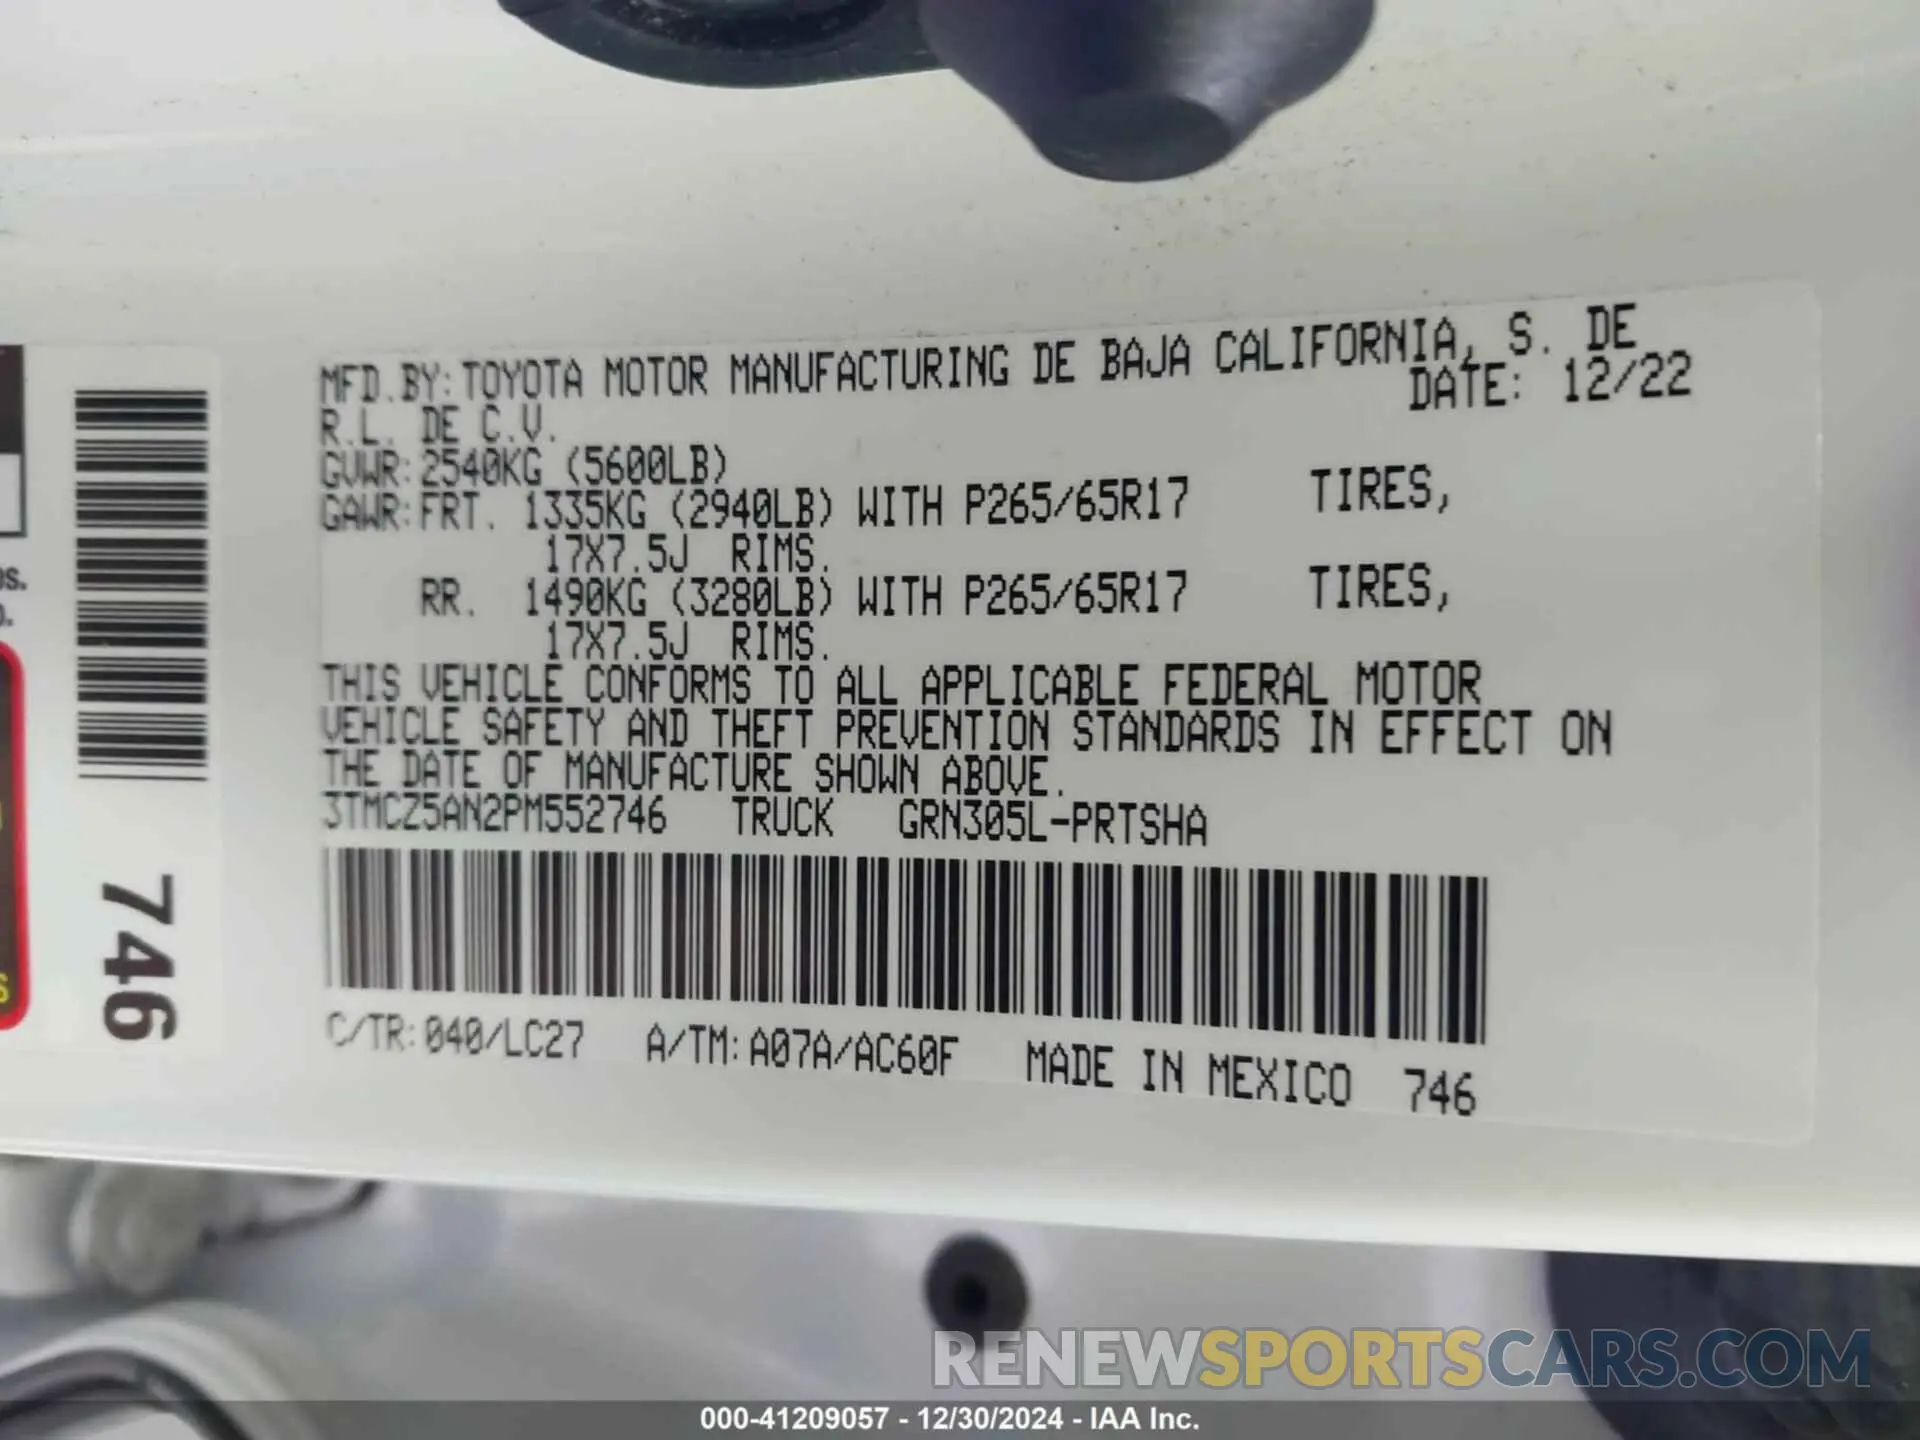 MFD.BY:TOYOTA MOTOR MANUFACTURING DE BAJA CALIFORNIA, S. DE
R.L. DE C.V. DATE: 12/22
GVWR:2540KG (5600LB)
GAWR:FRT. 1335KG (2940LB) WITH P265/65R17 TIRES,
17X7.5J RIMS.
RR. 1490KG (3280LB) WITH P265/65R17 TIRES,
17X7.5J RIMS.
THIS VEHICLE CONFORMS TO ALL APPLICABLE FEDERAL MOTOR
VEHICLE SAFETY AND THEFT PREVENTION STANDARDS IN EFFECT ON
THE DATE OF MANUFACTURE SHOWN ABOVE.
3TMCZ5AN2PM552746 TRUCK GRN305L-PRTSHA
C/TR:040/LC27 A/TM:A07A/AC60F MADE IN MEXICO 746
746
RENEWSPORTSCARS.COM
000-41209057 - 12/30/2024 - IAA Inc.